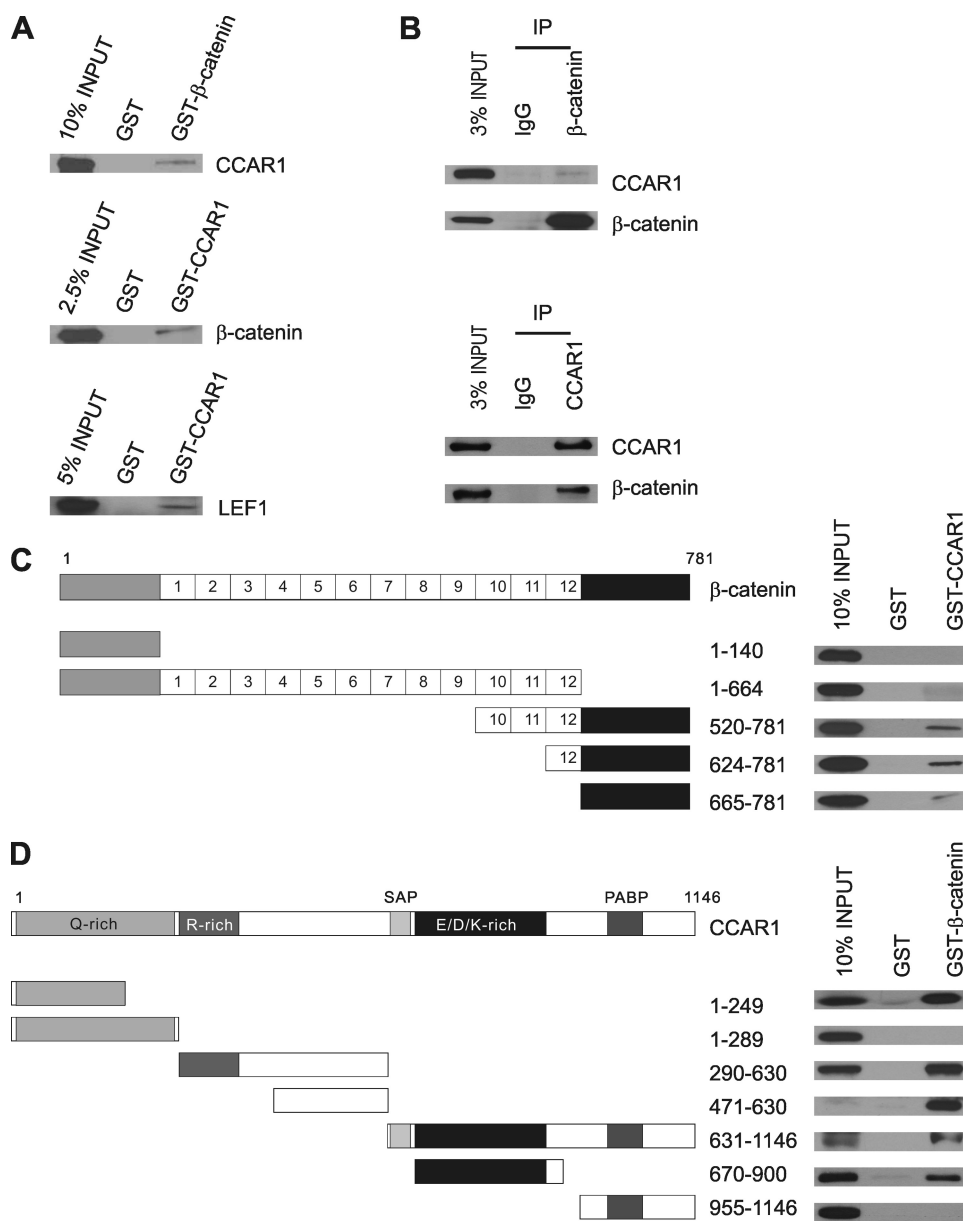 A
10% INPUT
GST
GST-β-catenin
CCAR1
2.5% INPUT
GST
GST-CCAR1
β-catenin
5% INPUT
GST
GST-CCAR1
LEF1
B
IP
3% INPUT
IgG
β-catenin
CCAR1
β-catenin
IP
3% INPUT
IgG
CCAR1
CCAR1
β-catenin
C
1 781
1 2 3 4 5 6 7 8 9 10 11 12 β-catenin
10% INPUT
GST
GST-CCAR1
1-140
1 2 3 4 5 6 7 8 9 10 11 12 1-664
10 11 12 520-781
12 624-781
665-781
D
1 SAP PABP 1146
Q-rich R-rich E/D/K-rich CCAR1
10% INPUT
GST
GST-β-catenin
1-249
1-289
290-630
471-630
631-1146
670-900
955-1146